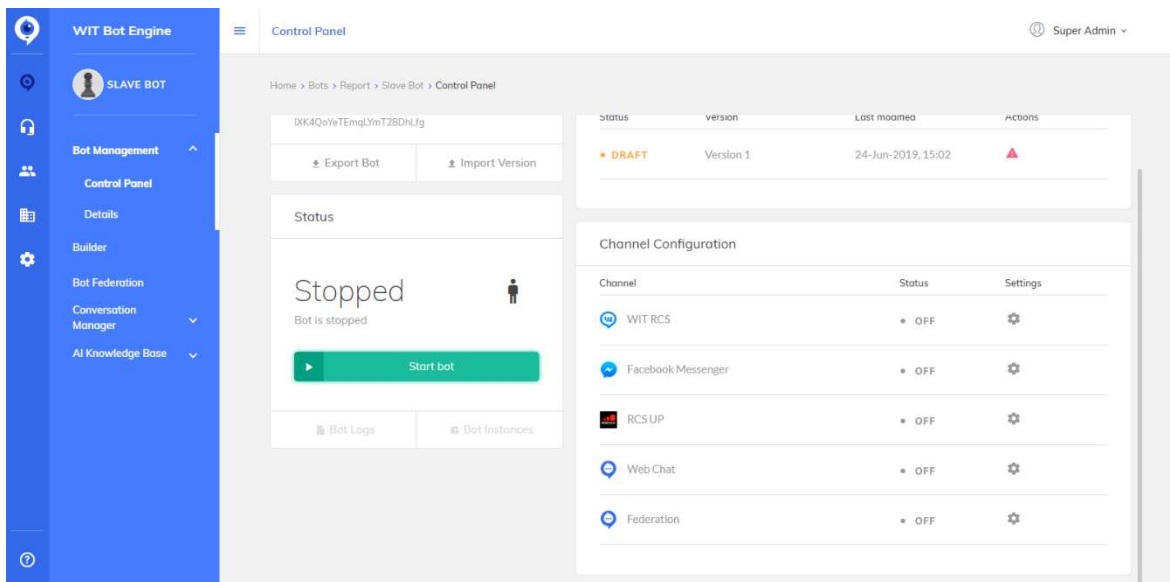 WIT Bot Engine
Control Panel
Super Admin
SLAVE BOT
Home > Bots > Report > Slave Bot > Control Panel
Bot Management
Control Panel
Details
Builder
Bot Federation
Conversation
Manager
AI Knowledge Base
Export Bot
Import Version
Status
Stopped
Bot is stopped
Start bot
Bot Logs
Bot Instances
Status Version Last modified Actions
DRAFT Version 1 24-Jun-2019, 15:02
Channel Configuration
Channel Status Settings
WIT RCS OFF
Facebook Messenger OFF
RCS UP OFF
Web Chat OFF
Federation OFF